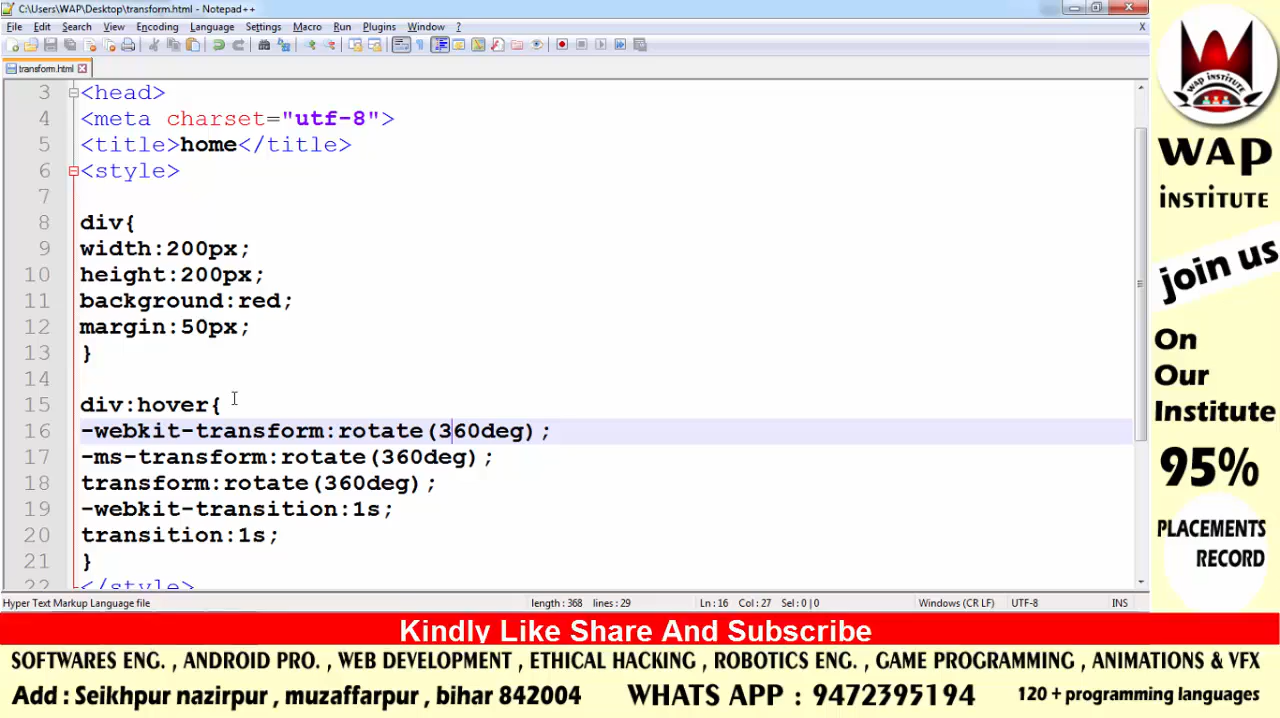 C:\Users\WAP\Desktop\transform.html - Notepad++
File Edit Search View Encoding Language Settings Macro Run Plugins Window ? X
transform.html
3 <head>
4 <meta charset="utf-8">
5 <title>home</title>
6 <style>
7
8 div{
9 width:200px;
10 height:200px;
11 background:red;
12 margin:50px;
13 }
14
15 div:hover{
16 -webkit-transform:rotate(360deg);
17 -ms-transform:rotate(360deg);
18 transform:rotate(360deg);
19 -webkit-transition:1s;
20 transition:1s;
21 }
22 </style>
Hyper Text Markup Language file length : 368 lines : 29 Ln : 16 Col : 27 Sel : 0 | 0 Windows (CR LF) UTF-8 INS
WAP INSTITUTE
WAP
INSTITUTE
join us
On
Our
Institute
95%
PLACEMENTS
RECORD
Kindly Like Share And Subscribe
SOFTWARES ENG. , ANDROID PRO. , WEB DEVELOPMENT , ETHICAL HACKING , ROBOTICS ENG. , GAME PROGRAMMING , ANIMATIONS & VFX
Add : Seikhpur nazirpur , muzaffarpur , bihar 842004 WHATS APP : 9472395194 120 + programming languages